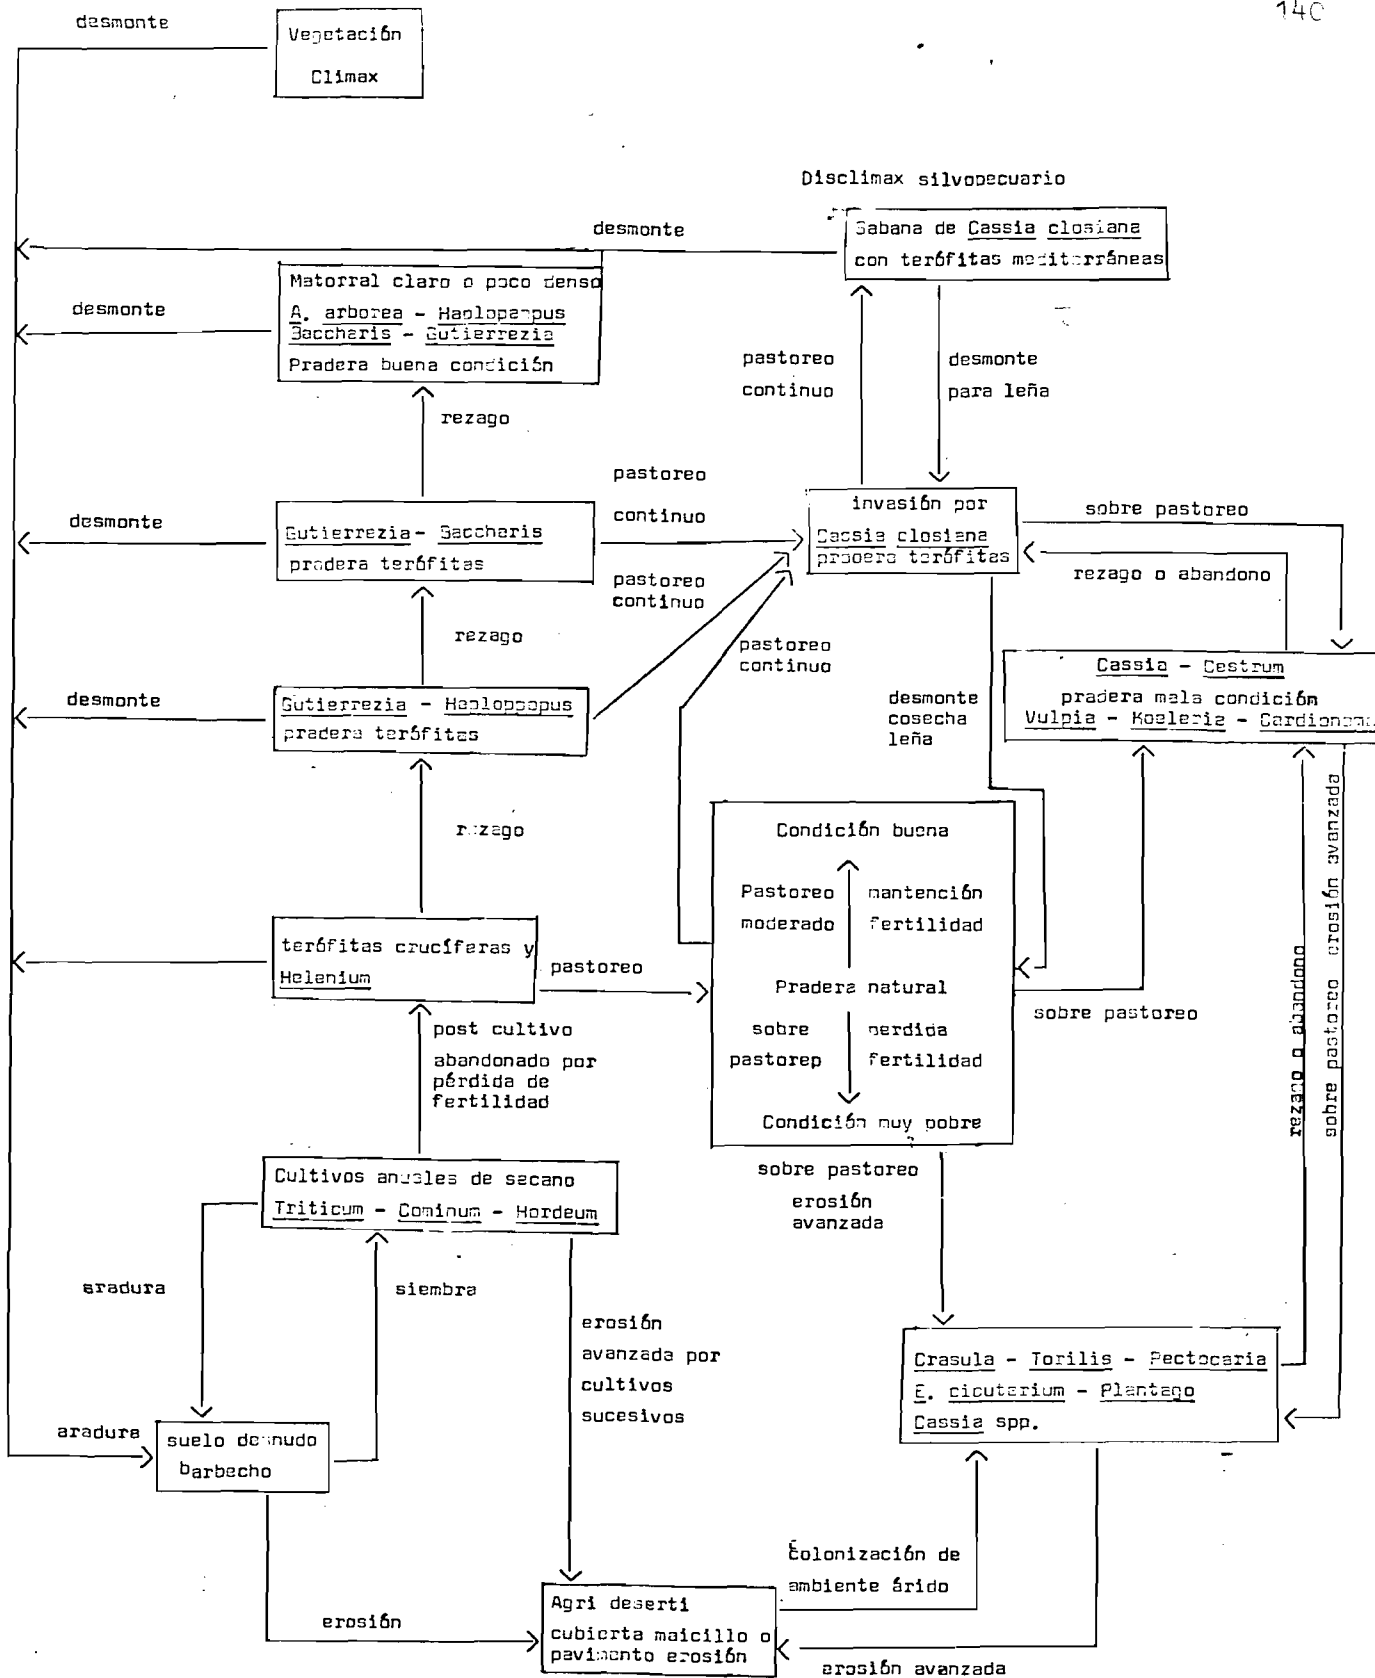 140
desmonte
Vegetación
Climax
Disclimax silvopecuario
desmonte
Sabana de Cassia closiana
con terófitas mediterráneas
Matorral claro o poco denso
A. arborea - Haplopappus
Baccharis - Gutierrezia
Pradera buena condición
desmonte
pastoreo
continuo
desmonte
para leña
rezago
pastoreo
continuo
invasión por
Cassia closiana
pradera terófitas
sobre pastoreo
desmonte
Gutierrezia - Baccharis
pradera terófitas
rezago o abandono
pastoreo
continuo
rezago
pastoreo
continuo
Cassia - Cestrum
pradera mala condición
Vulpia - Koeleria - Cardionema
desmonte
Gutierrezia - Haploppapus
pradera terófitas
desmonte
cosecha
leña
rezago
Condición buena
Pastoreo mantención
moderado fertilidad
Pradera natural
sobre perdida
pastorep fertilidad
Condición muy pobre
terófitas crucíferas y
Helenium
pastoreo
sobre pastoreo
rezago o abandono
sobre pastoreo erosión avanzada
post cultivo
abandonado por
pérdida de
fertilidad
sobre pastoreo
erosión
avanzada
Cultivos anuales de secano
Triticum - Cominum - Hordeum
aradura
siembra
erosión
avanzada por
cultivos
sucesivos
Crasula - Torilis - Pectocaria
E. cicutarium - Plantago
Cassia spp.
aradura
suelo desnudo
barbecho
colonización de
ambiente árido
erosión
Agri deserti
cubierta maicillo o
pavimento erosión
erosión avanzada